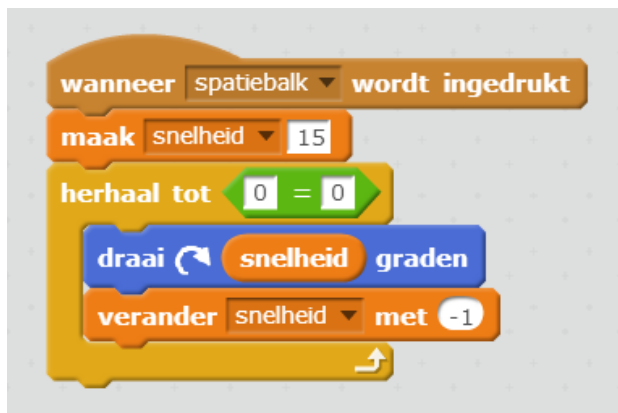 wanneer spatiebalk wordt ingedrukt
maak snelheid 15
herhaal tot 0 = 0
draai snelheid graden
verander snelheid met -1